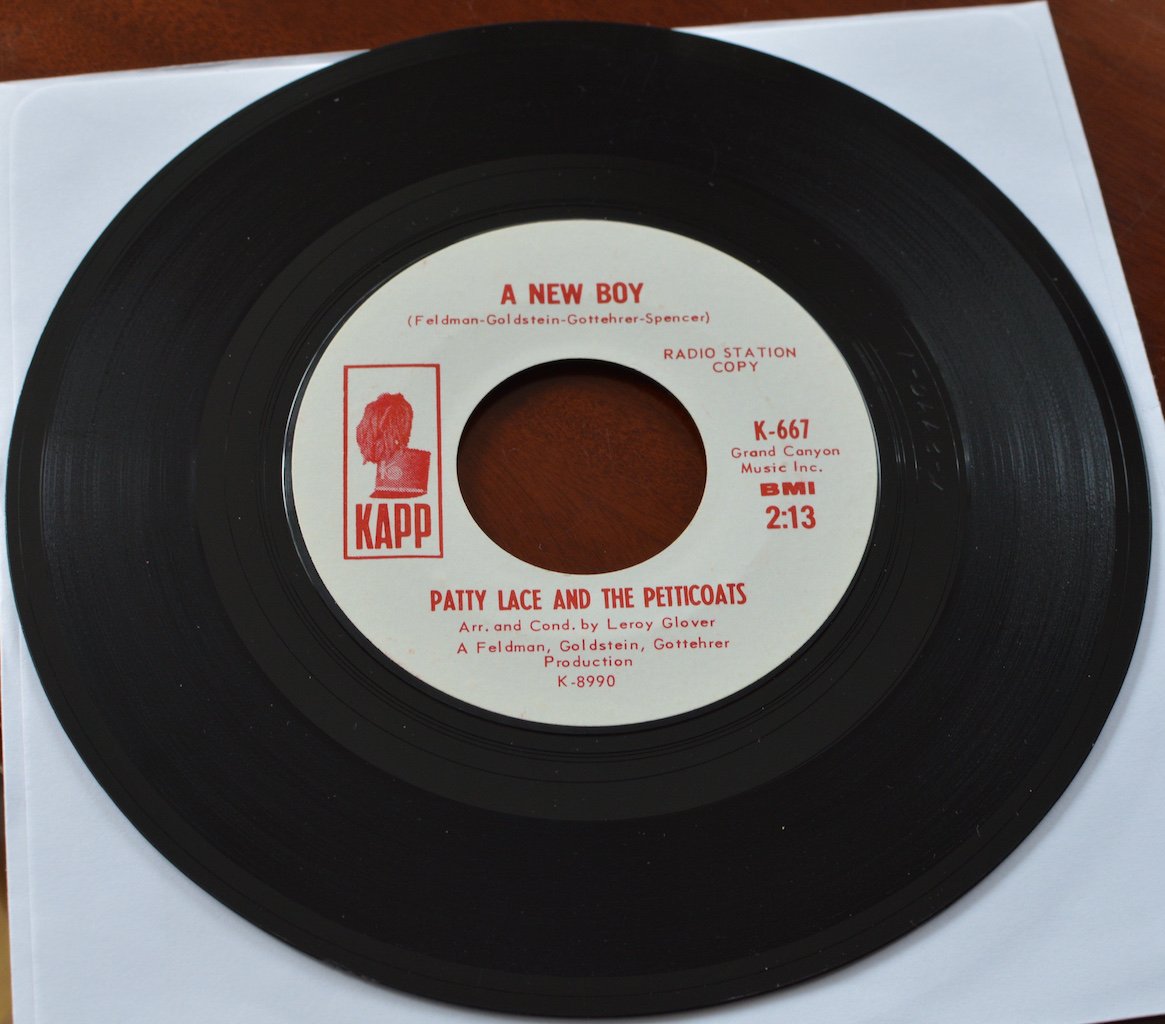 A NEW BOY
(Feldman-Goldstein-Gottehrer-Spencer)
RADIO STATION
COPY
KAPP
K-667
Grand Canyon
Music Inc.
BMI
2:13
PATTY LACE AND THE PETTICOATS
Arr. and Cond. by Leroy Glover
A Feldman, Goldstein, Gottehrer
Production
K-8990